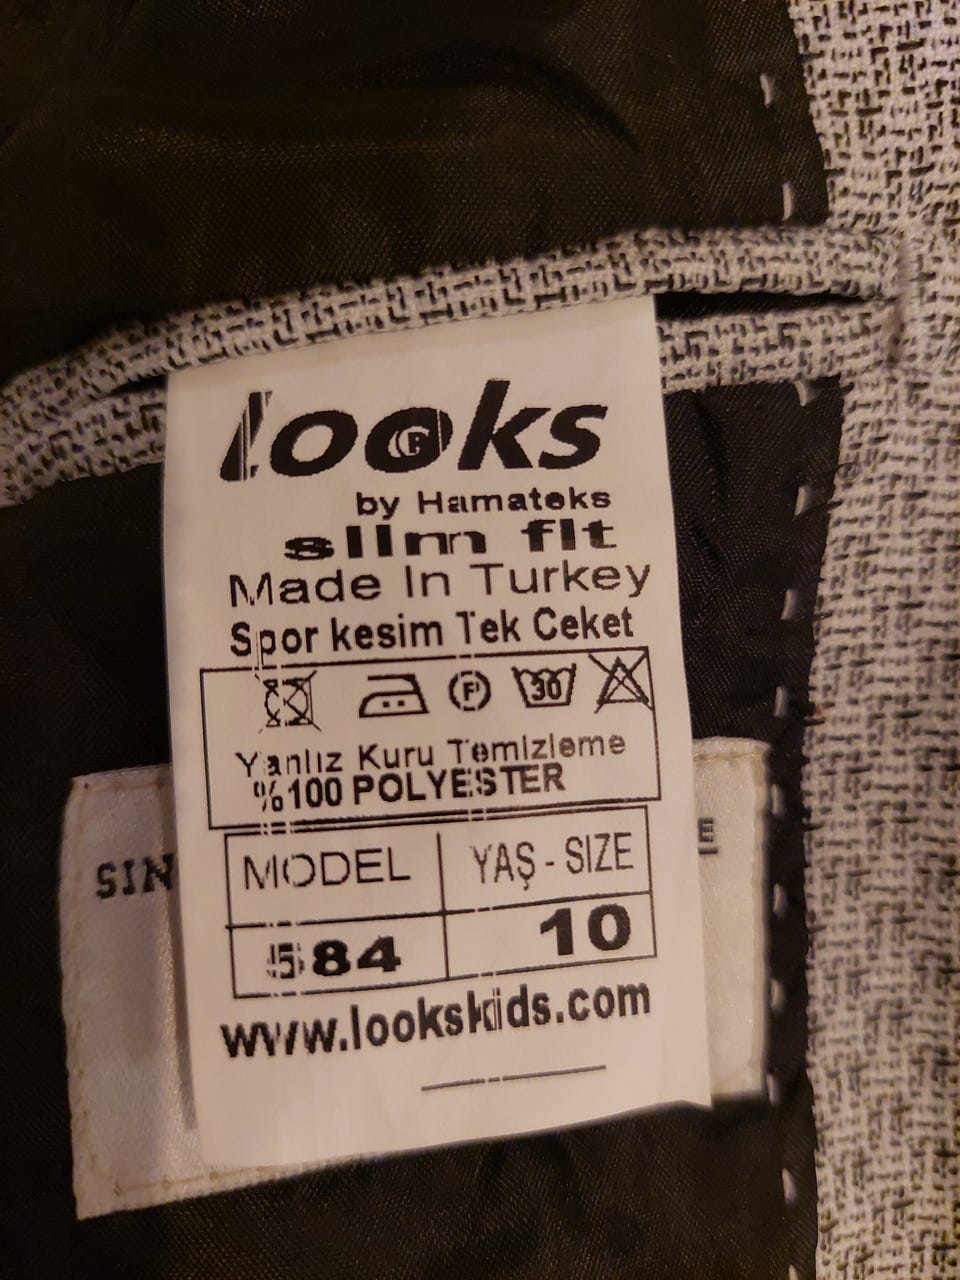 looks
by Hamateks
slim fit
Made In Turkey
Spor kesim Tek Ceket
P 30
Yanlız Kuru Temizleme
%100 POLYESTER
MODEL YAŞ - SIZE
584 10
www.lookskids.com